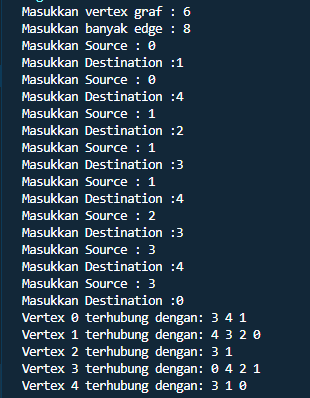 Masukkan vertex graf : 6
Masukkan banyak edge : 8
Masukkan Source : 0
Masukkan Destination :1
Masukkan Source : 0
Masukkan Destination :4
Masukkan Source : 1
Masukkan Destination :2
Masukkan Source : 1
Masukkan Destination :3
Masukkan Source : 1
Masukkan Destination :4
Masukkan Source : 2
Masukkan Destination :3
Masukkan Source : 3
Masukkan Destination :4
Masukkan Source : 3
Masukkan Destination :0
Vertex 0 terhubung dengan: 3 4 1
Vertex 1 terhubung dengan: 4 3 2 0
Vertex 2 terhubung dengan: 3 1
Vertex 3 terhubung dengan: 0 4 2 1
Vertex 4 terhubung dengan: 3 1 0